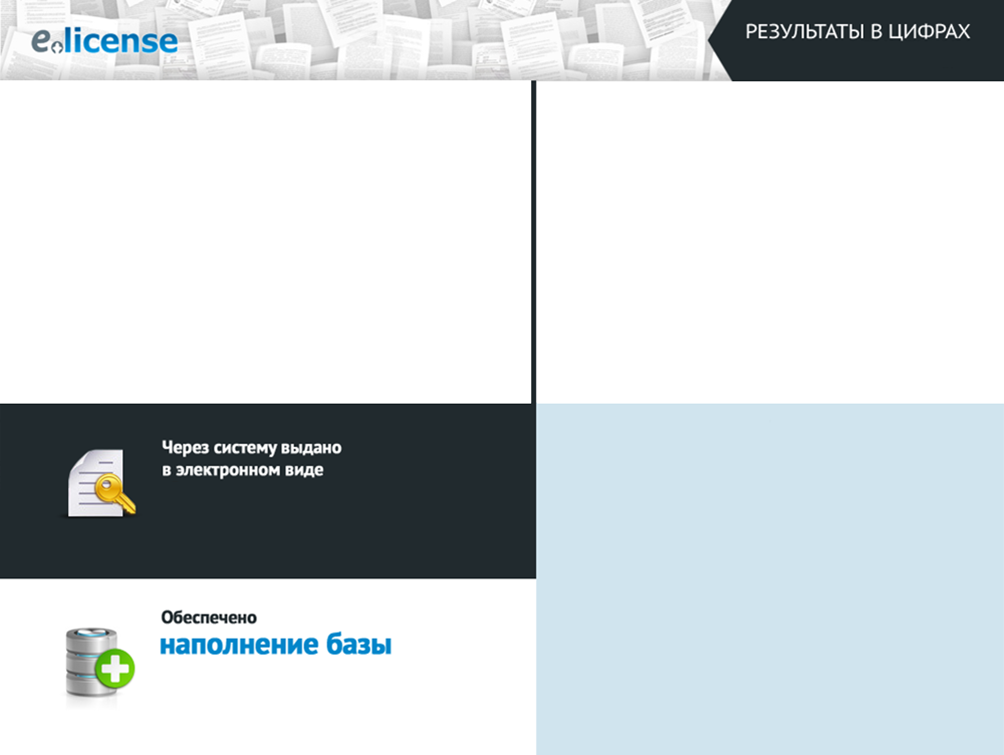 e.license
РЕЗУЛЬТАТЫ В ЦИФРАХ
Через систему выдано
в электронном виде
Обеспечено
наполнение базы